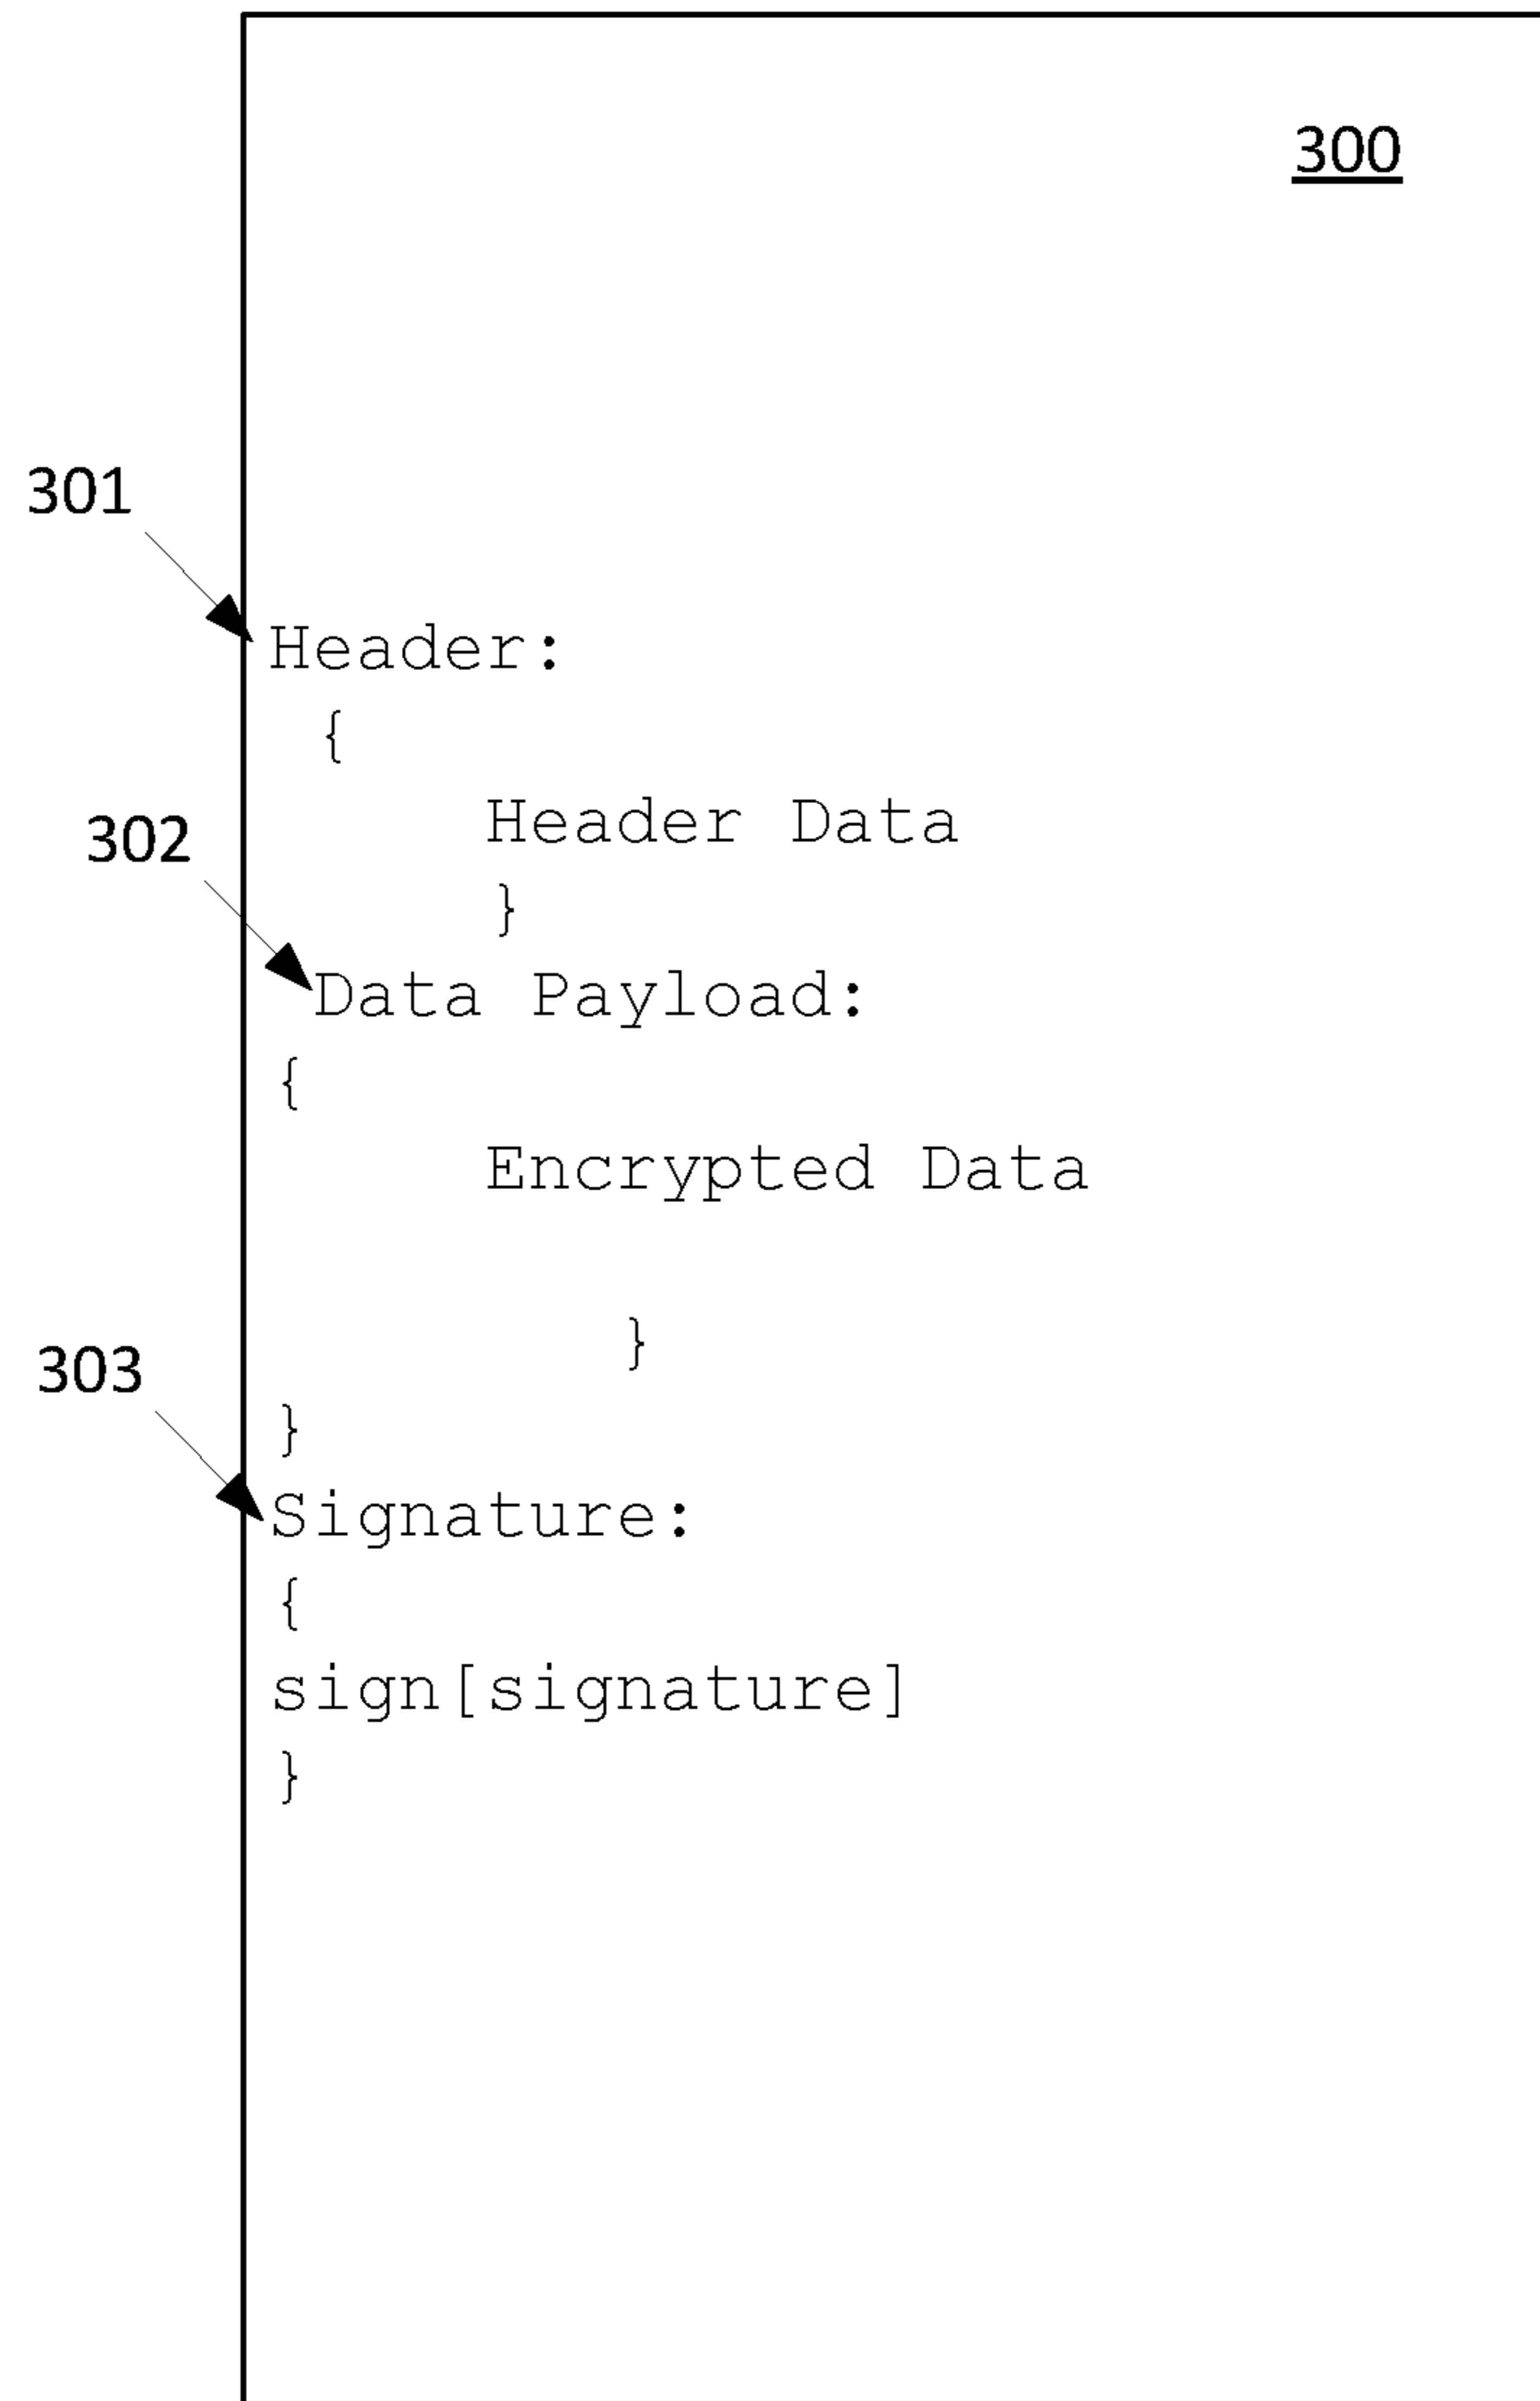 300
301
Header:
{
Header Data
302
}
Data Payload:
{
Encrypted Data
}
303
}
Signature:
{
sign[signature]
}